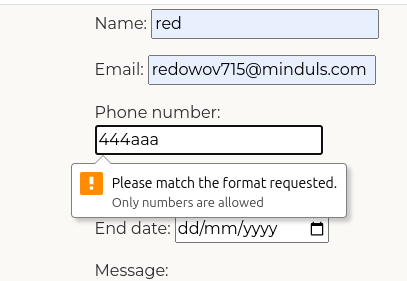 Name: red
Email: redowov715@minduls.com
Phone number:
444aaa
Please match the format requested.
Only numbers are allowed
End date: dd/mm/yyyy
Message: